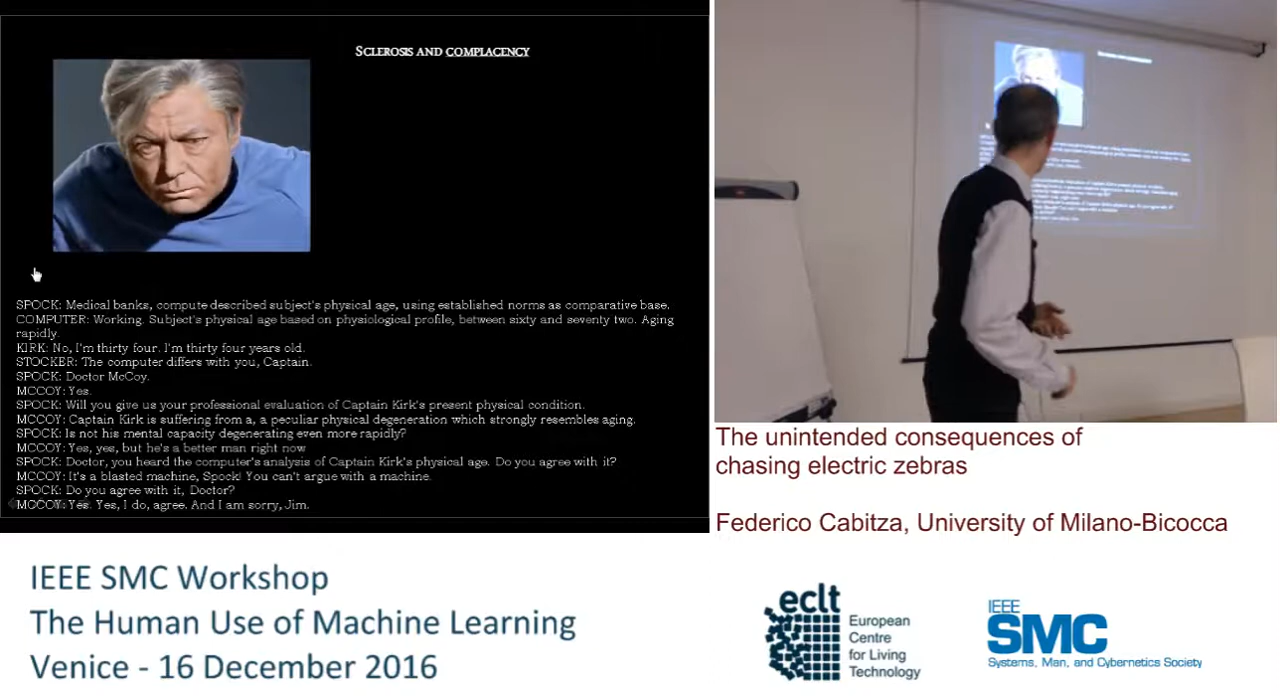 SCLEROSIS AND COMPLACENCY
SPOCK: Medical banks, compute described subject's physical age, using established norms as comparative base.
COMPUTER: Working. Subject's physical age based on physiological profile, between sixty and seventy two. Aging
rapidly.
KIRK: No, I'm thirty four. I'm thirty four years old.
STOCKER: The computer differs with you, Captain.
SPOCK: Doctor McCoy.
MCCOY: Yes.
SPOCK: Will you give us your professional evaluation of Captain Kirk's present physical condition.
MCCOY: Captain Kirk is suffering from a, a peculiar physical degeneration which strongly resembles aging.
SPOCK: Is not his mental capacity degenerating even more rapidly?
MCCOY: Yes, yes, but he's a better man right now
SPOCK: Doctor, you heard the computer's analysis of Captain Kirk's physical age. Do you agree with it?
MCCOY: It's a blasted machine, Spock! You can't argue with a machine.
SPOCK: Do you agree with it, Doctor?
MCCOY: Yes. Yes, I do, agree. And I am sorry, Jim.
The unintended consequences of
chasing electric zebras
Federico Cabitza, University of Milano-Bicocca
IEEE SMC Workshop
The Human Use of Machine Learning
Venice - 16 December 2016
eclt
European
Centre
for Living
Technology
IEEE
SMC
Systems, Man, and Cybernetics Society